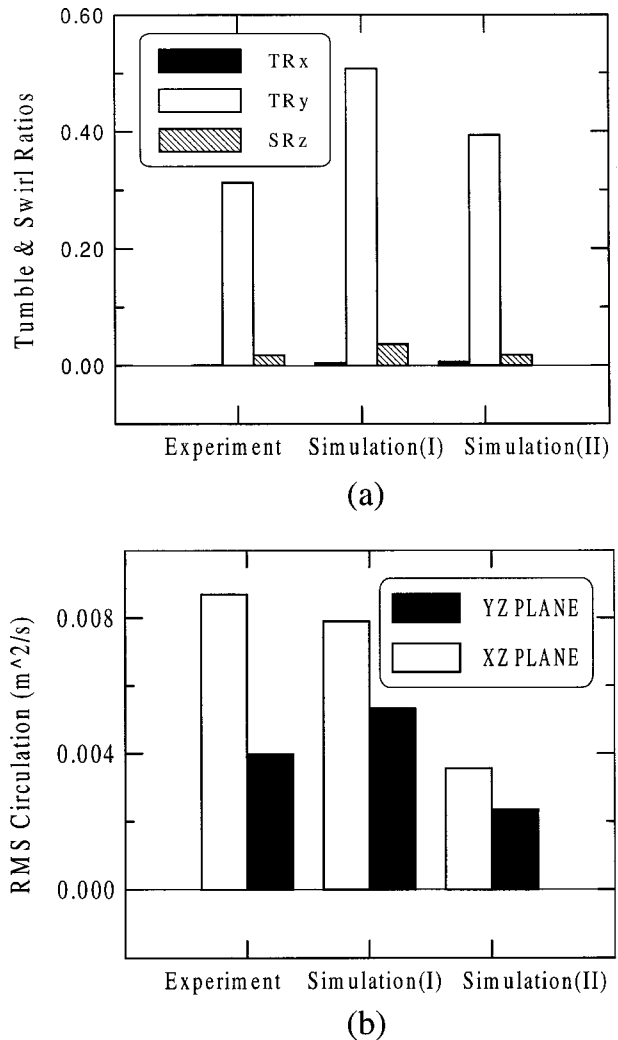 0.60
TRx
TRy
SRz
0.40
0.20
0.00
Tumble & Swirl Ratios
Experiment Simulation(I) Simulation(II)
(a)
YZ PLANE
XZ PLANE
0.008
0.004
0.000
RMS Circulation (m^2/s)
Experiment Simulation(I) Simulation(II)
(b)